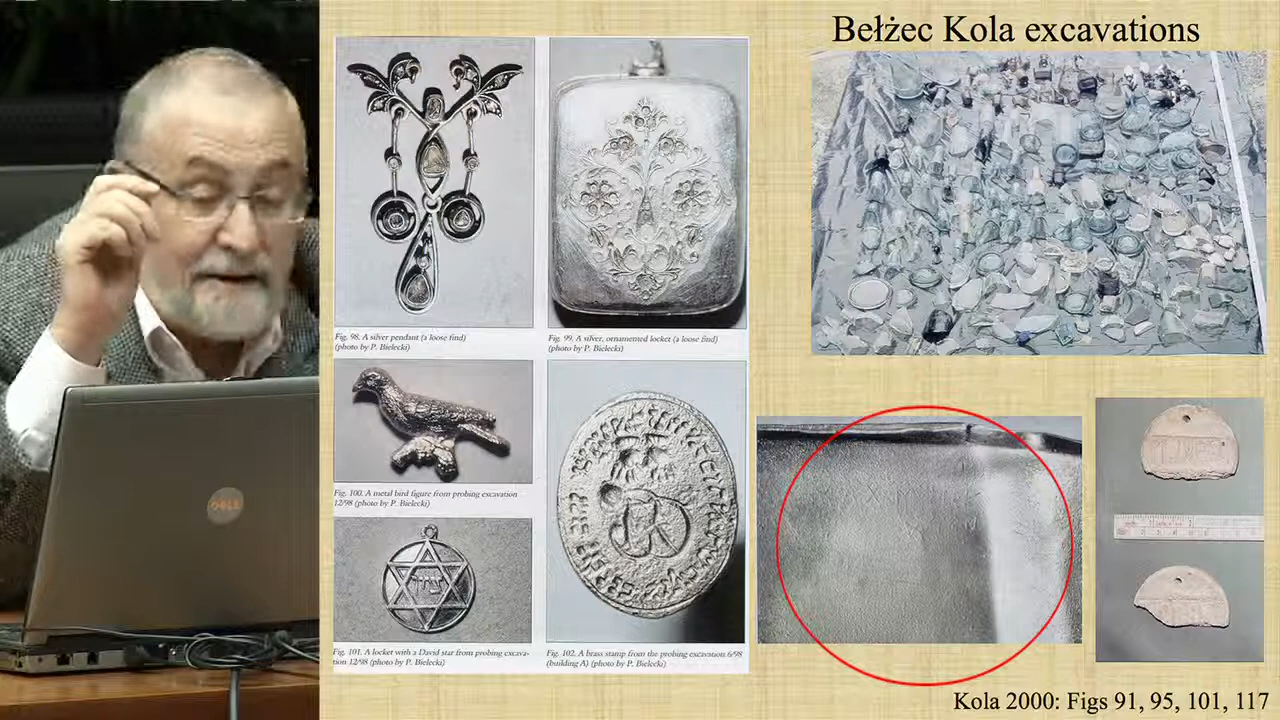 Bełżec Kola excavations
Fig. 98. A silver pendant (a loose find)
(photo by P. Bielecki)
Fig. 99. A silver, ornamented locket (a loose find)
(photo by P. Bielecki)
Fig. 100. A metal bird figure from probing excavation
12/98 (photo by P. Bielecki)
Fig. 101. A locket with a David star from probing excava-
tion 12/98 (photo by P. Bielecki)
Fig. 102. A brass stamp from the probing excavation 6/98
(building A) (photo by P. Bielecki)
DELL
Kola 2000: Figs 91, 95, 101, 117